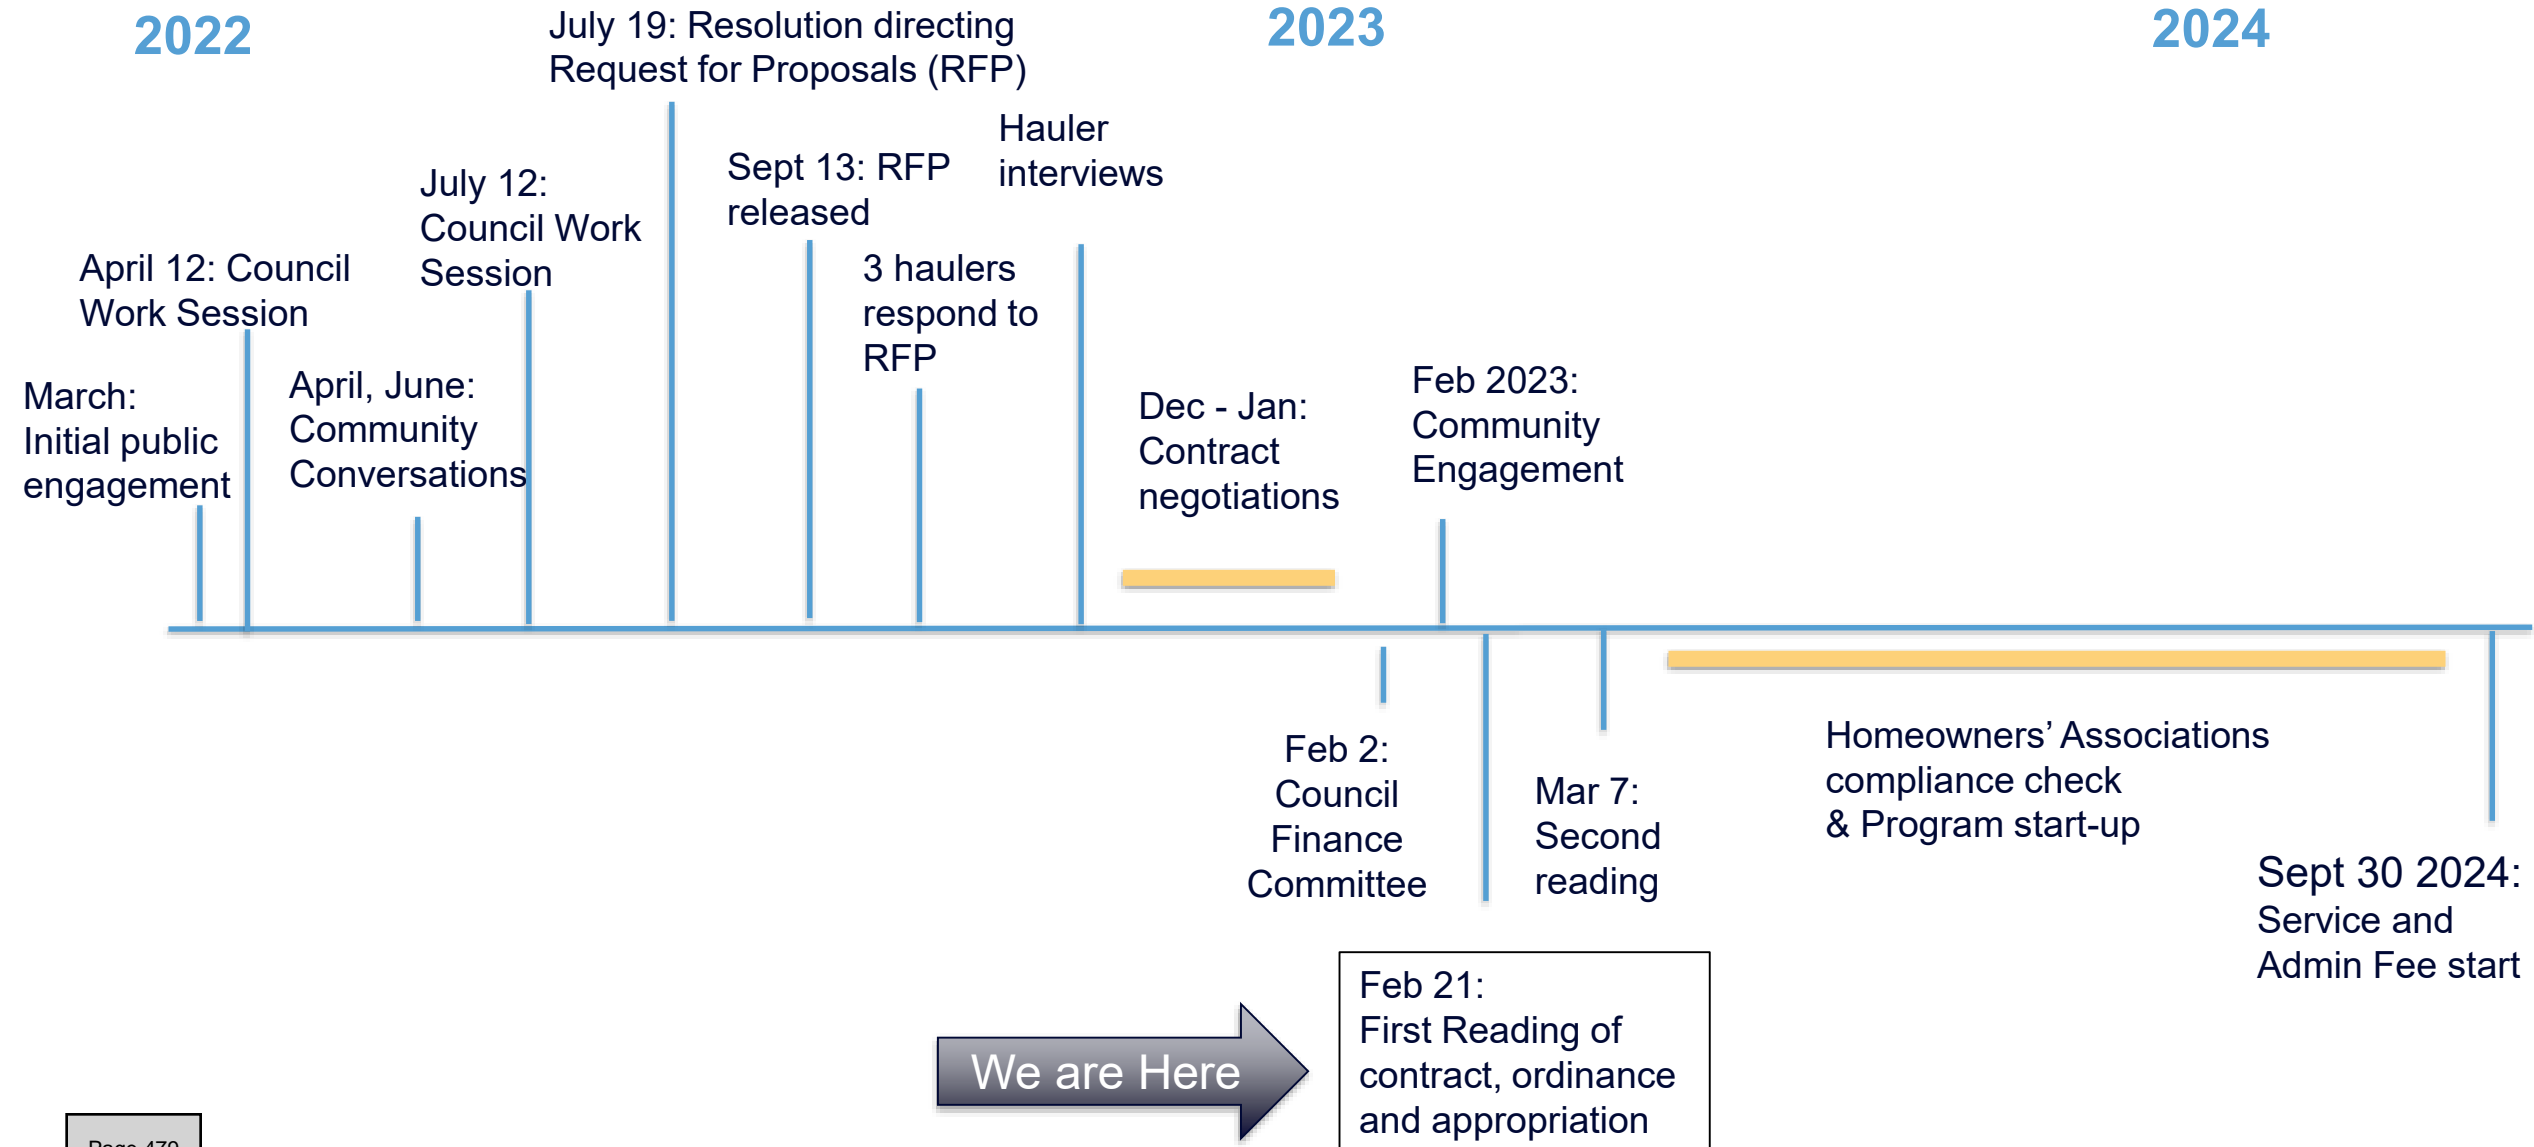 2022
July 19: Resolution directing
Request for Proposals (RFP)
2023
2024
Hauler
interviews
Sept 13: RFP
released
July 12:
Council Work
Session
April 12: Council
Work Session
3 haulers
respond to
RFP
March:
Initial public
engagement
April, June:
Community
Conversations
Dec - Jan:
Contract
negotiations
Feb 2023:
Community
Engagement
Feb 2:
Council
Finance
Committee
Mar 7:
Second
reading
Homeowners’ Associations
compliance check
& Program start-up
Sept 30 2024:
Service and
Admin Fee start
We are Here
Feb 21:
First Reading of
contract, ordinance
and appropriation
Page 479